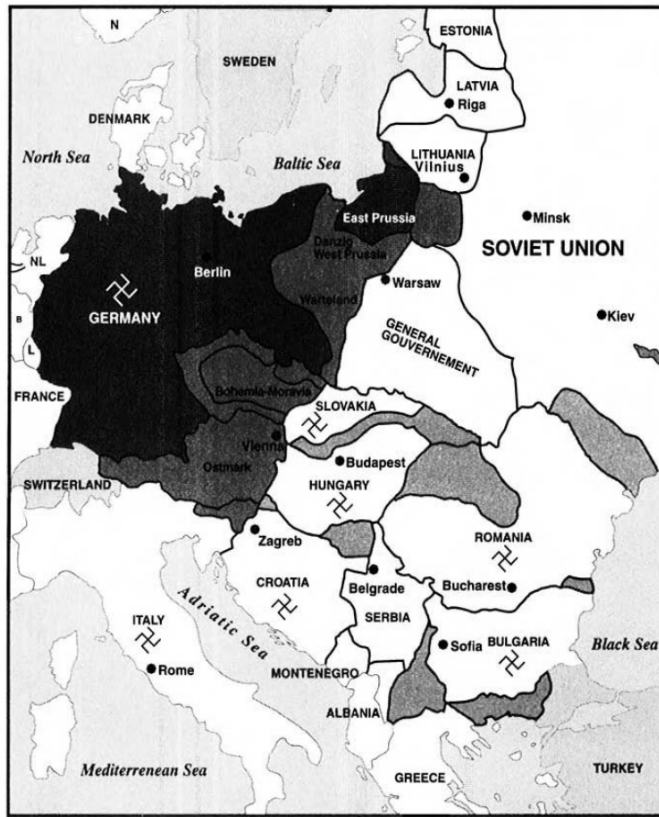 N
ESTONIA
SWEDEN
LATVIA
Riga
DENMARK
North Sea
Baltic Sea
LITHUANIA
Vilnius
East Prussia
Minsk
Danzig
West Prussia
SOVIET UNION
NL
Berlin
Warsaw
Warteland
GERMANY
Kiev
B
GENERAL
GOUVERNEMENT
L
Bohemia-Moravia
FRANCE
SLOVAKIA
Vienna
Ostmark
Budapest
SWITZERLAND
HUNGARY
Zagreb
ROMANIA
CROATIA
Belgrade
Bucharest
SERBIA
ITALY
Adriatic Sea
Sofia
BULGARIA
Black Sea
Rome
MONTENEGRO
ALBANIA
Mediterranean Sea
GREECE
TURKEY